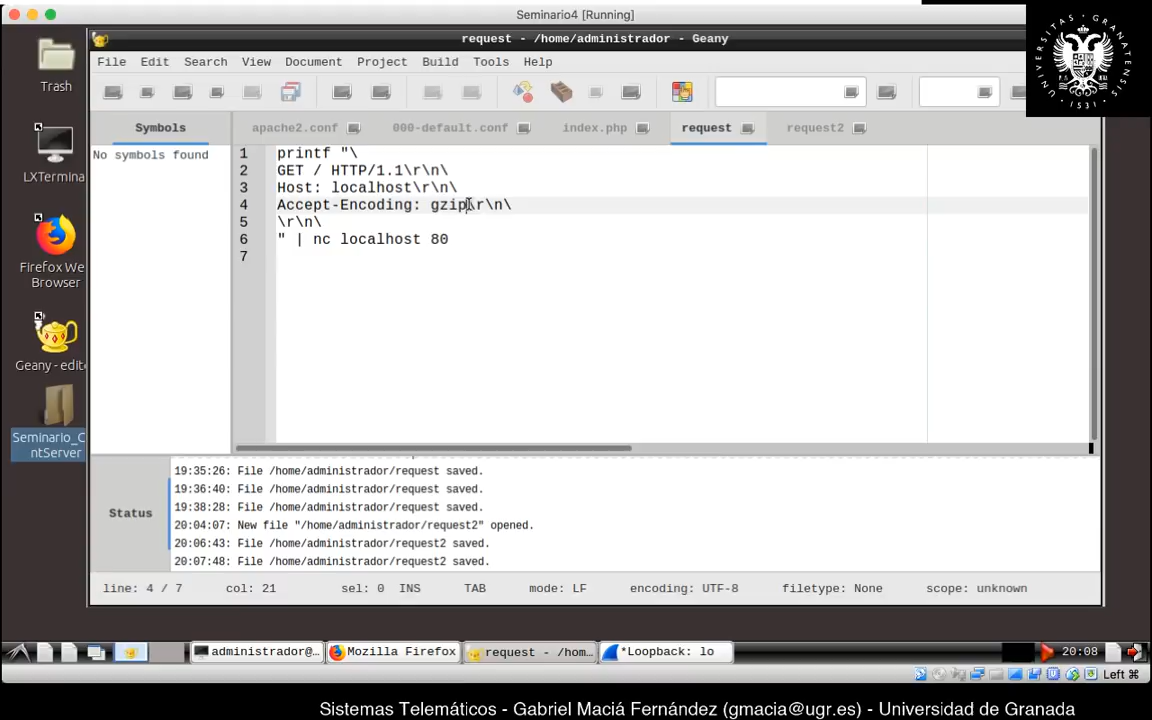 Seminario4 [Running]
request - /home/administrador - Geany
File Edit Search View Document Project Build Tools Help
Symbols
apache2.conf 000-default.conf index.php request request2
No symbols found
1 printf "\
2 GET / HTTP/1.1\r\n\
3 Host: localhost\r\n\
4 Accept-Encoding: gzip\r\n\
5 \r\n\
6 " | nc localhost 80
7
Trash
LXTermina
Firefox We
Browser
Geany - edit
Seminario_C
ntServer
Status
19:35:26: File /home/administrador/request saved.
19:36:40: File /home/administrador/request saved.
19:38:28: File /home/administrador/request saved.
20:04:07: New file "/home/administrador/request2" opened.
20:06:43: File /home/administrador/request2 saved.
20:07:48: File /home/administrador/request2 saved.
line: 4 / 7 col: 21 sel: 0 INS TAB mode: LF encoding: UTF-8 filetype: None scope: unknown
administrador@... Mozilla Firefox request - /hom... *Loopback: lo 20:08
Left ⌘
Sistemas Telemáticos - Gabriel Maciá Fernández (gmacia@ugr.es) - Universidad de Granada
UNIVERSITAS GRANATENSIS 1531